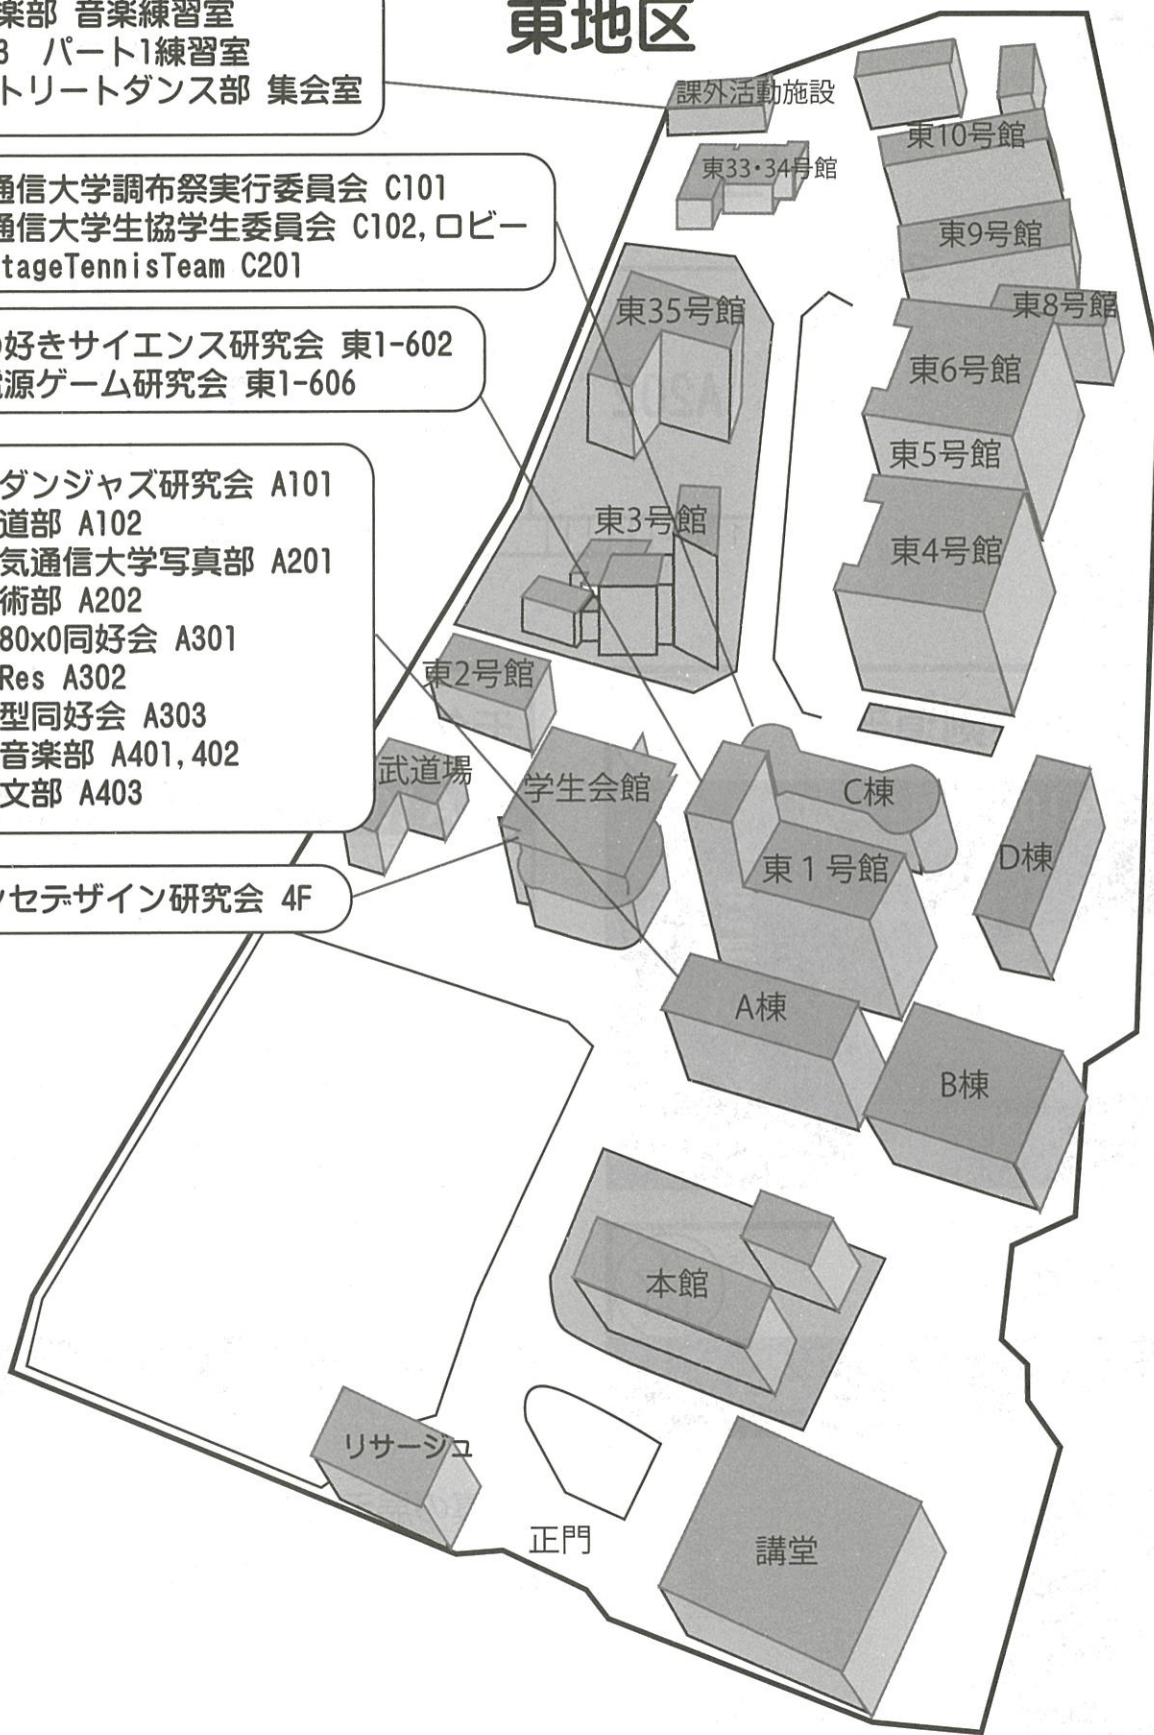 東地区
楽部 音楽練習室
3 パート1練習室
トリートダンス部 集会室
通信大学調布祭実行委員会 C101
通信大学生協学生委員会 C102,ロビー
tageTennisTeam C201
の好きサイエンス研究会 東1-602
電源ゲーム研究会 東1-606
ダンジャズ研究会 A101
道部 A102
気通信大学写真部 A201
術部 A202
80x0同好会 A301
Res A302
型同好会 A303
音楽部 A401,402
文部 A403
ンセデザイン研究会 4F
課外活動施設
東10号館
東33・34号館
東9号館
東35号館
東8号館
東6号館
東5号館
東3号館
東4号館
東2号館
武道場
学生会館
C棟
東1号館
D棟
A棟
B棟
本館
リサージュ
正門
講堂